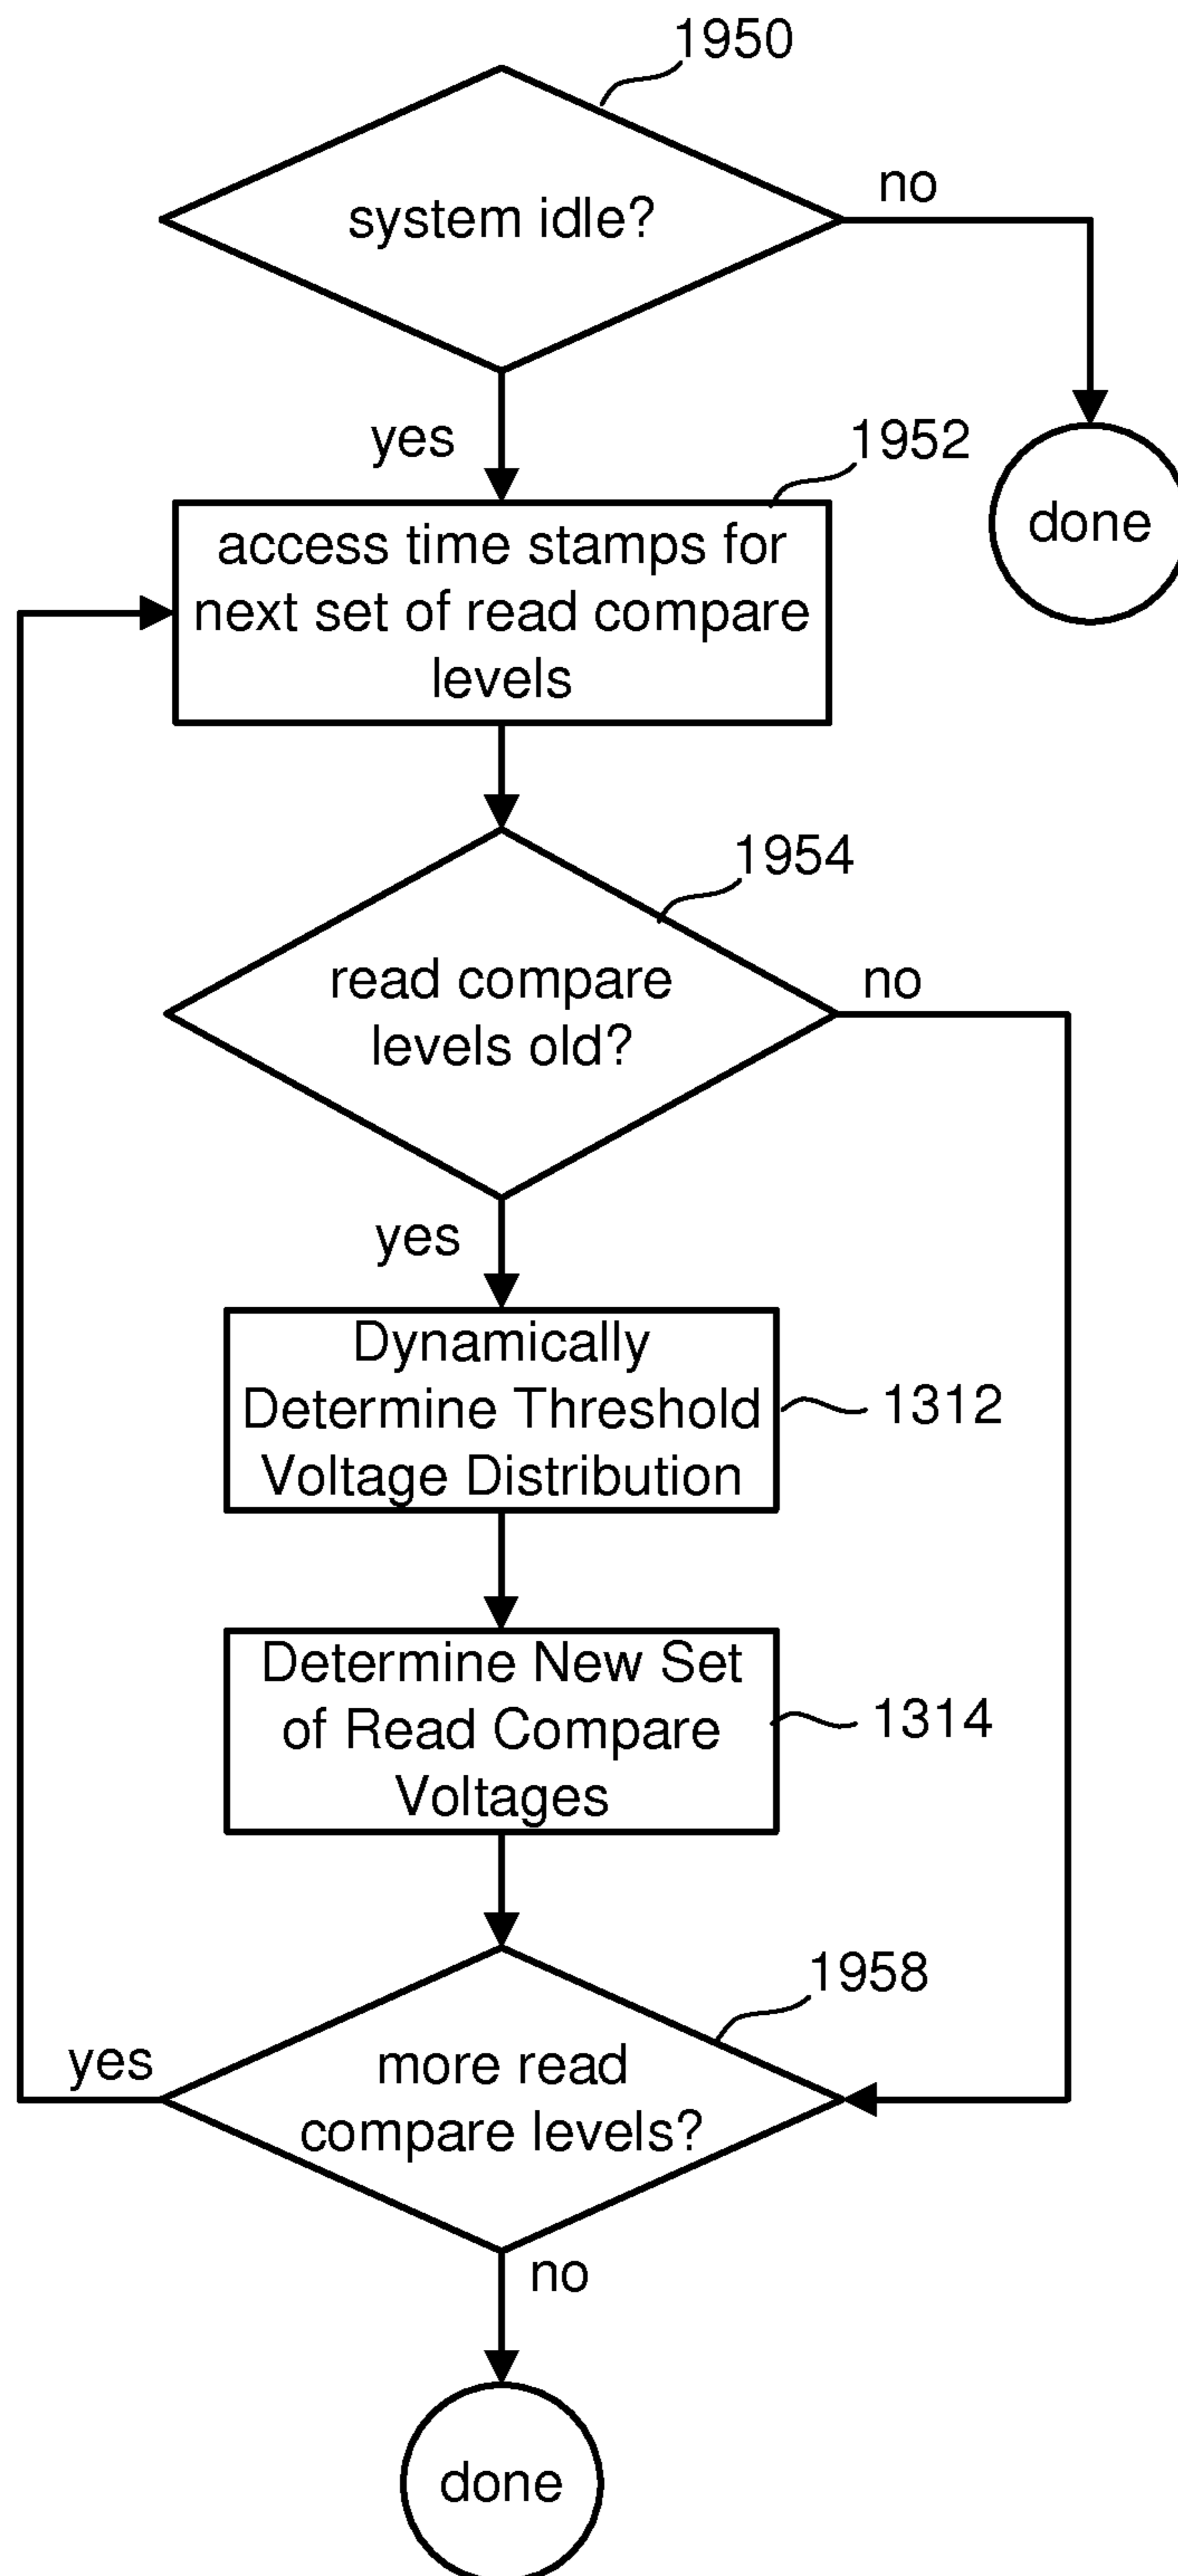 1950
system idle?
no
yes
1952
done
access time stamps for
next set of read compare
levels
1954
read compare
levels old?
no
yes
Dynamically
Determine Threshold
Voltage Distribution
1312
Determine New Set
of Read Compare
Voltages
1314
1958
yes
more read
compare levels?
no
done